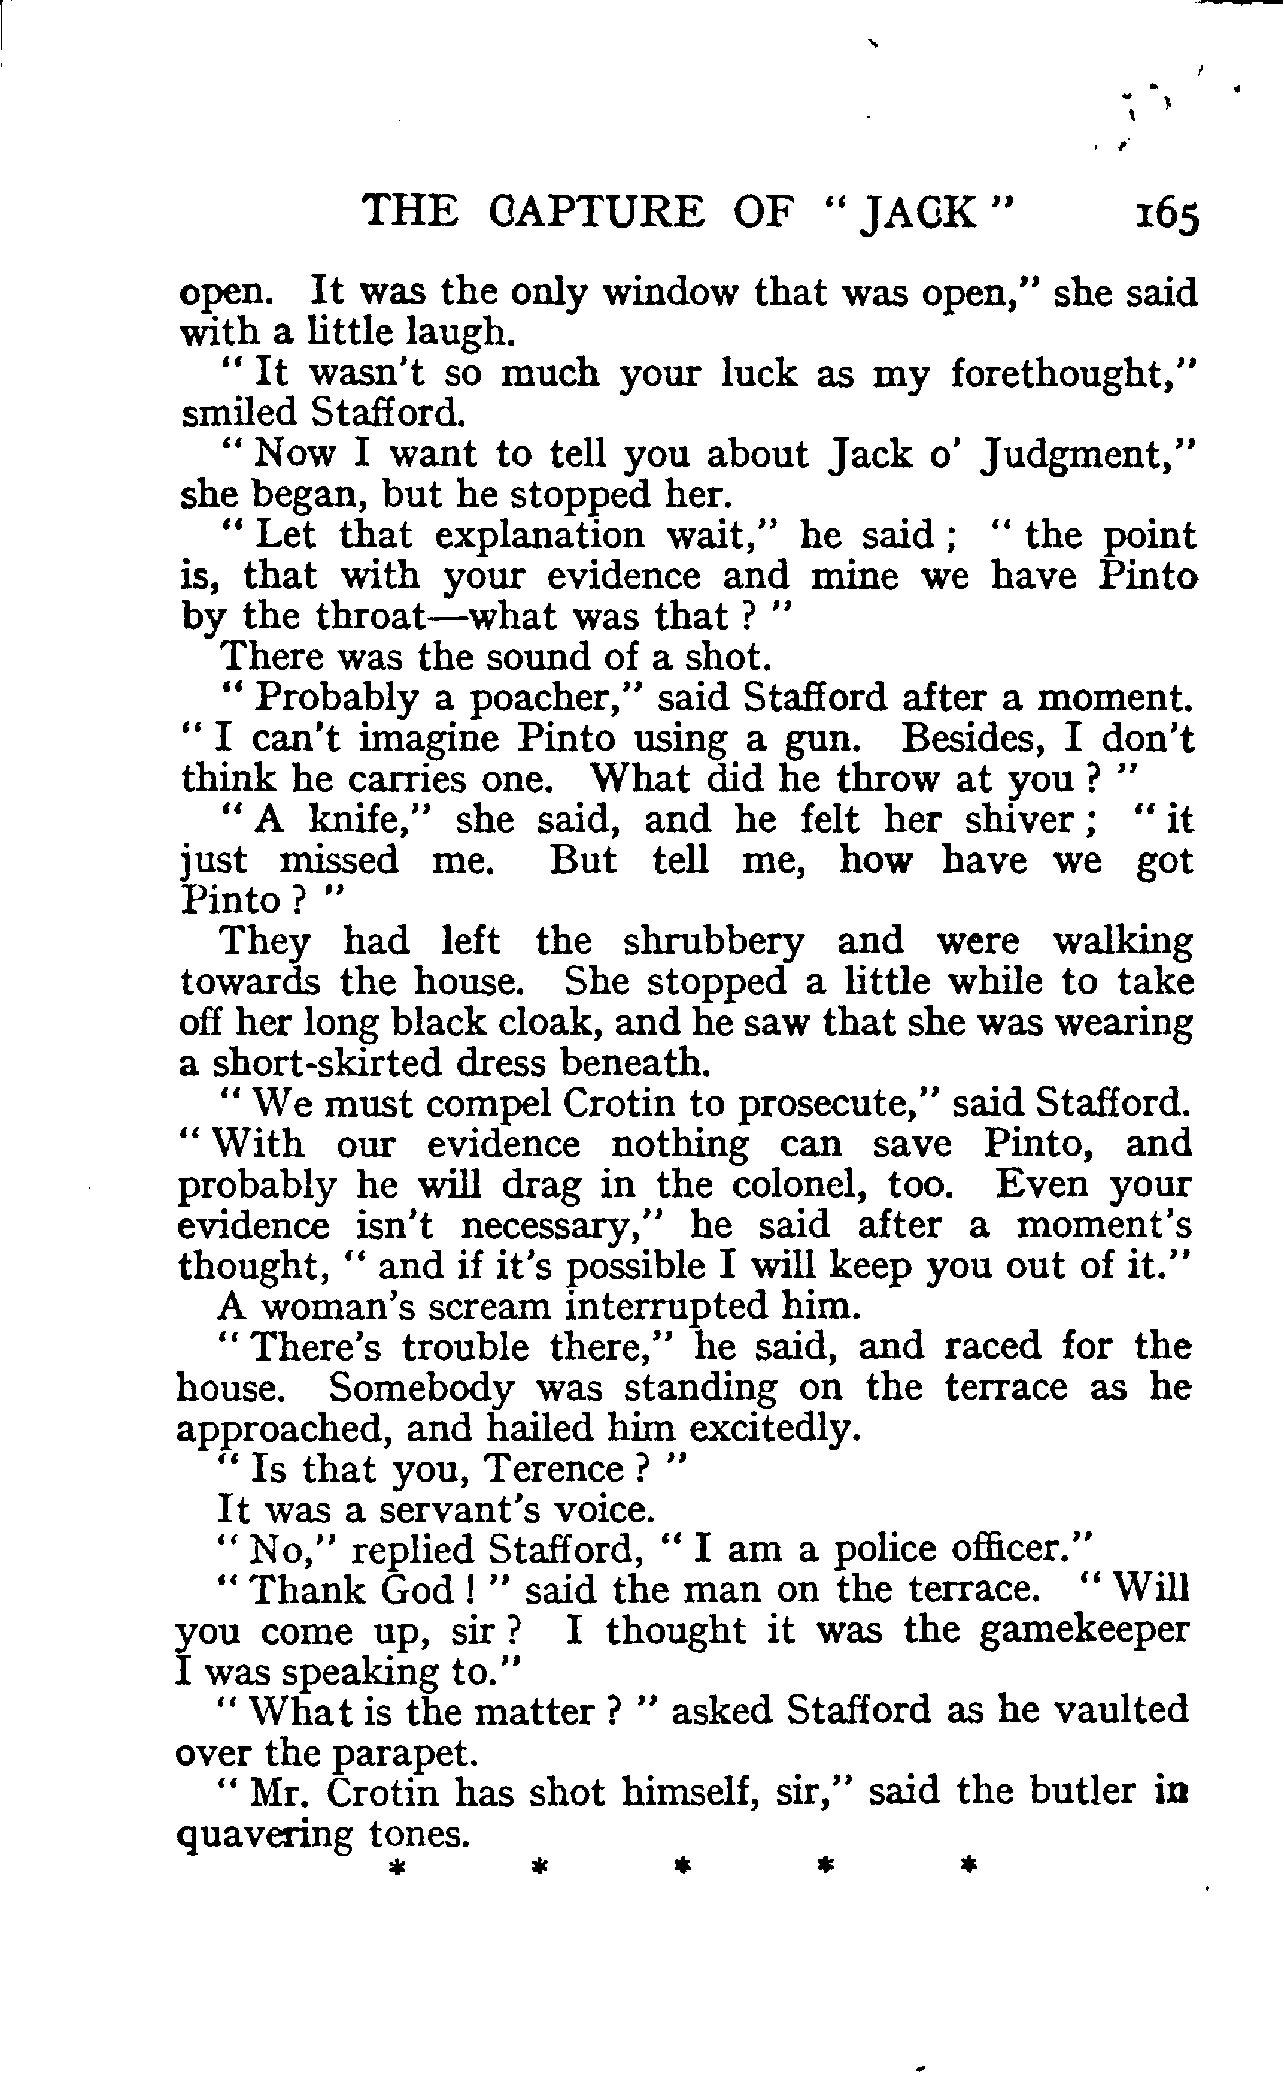 THE CAPTURE OF " JACK " 165
open. It was the only window that was open," she said
with a little laugh.
" It wasn't so much your luck as my forethought,"
smiled Stafford.
" Now I want to tell you about Jack o' Judgment,"
she began, but he stopped her.
" Let that explanation wait," he said ; " the point
is, that with your evidence and mine we have Pinto
by the throat—what was that ? "
There was the sound of a shot.
" Probably a poacher," said Stafford after a moment.
" I can't imagine Pinto using a gun. Besides, I don't
think he carries one. What did he throw at you ? "
" A knife," she said, and he felt her shiver ; " it
just missed me. But tell me, how have we got
Pinto ? "
They had left the shrubbery and were walking
towards the house. She stopped a little while to take
off her long black cloak, and he saw that she was wearing
a short-skirted dress beneath.
" We must compel Crotin to prosecute," said Stafford.
" With our evidence nothing can save Pinto, and
probably he will drag in the colonel, too. Even your
evidence isn't necessary," he said after a moment's
thought, " and if it's possible I will keep you out of it."
A woman's scream interrupted him.
" There's trouble there," he said, and raced for the
house. Somebody was standing on the terrace as he
approached, and hailed him excitedly.
" Is that you, Terence ? "
It was a servant's voice.
" No," replied Stafford, " I am a police officer."
" Thank God ! " said the man on the terrace. " Will
you come up, sir ? I thought it was the gamekeeper
I was speaking to."
" What is the matter ? " asked Stafford as he vaulted
over the parapet.
" Mr. Crotin has shot himself, sir," said the butler in
quavering tones.
* * * * *